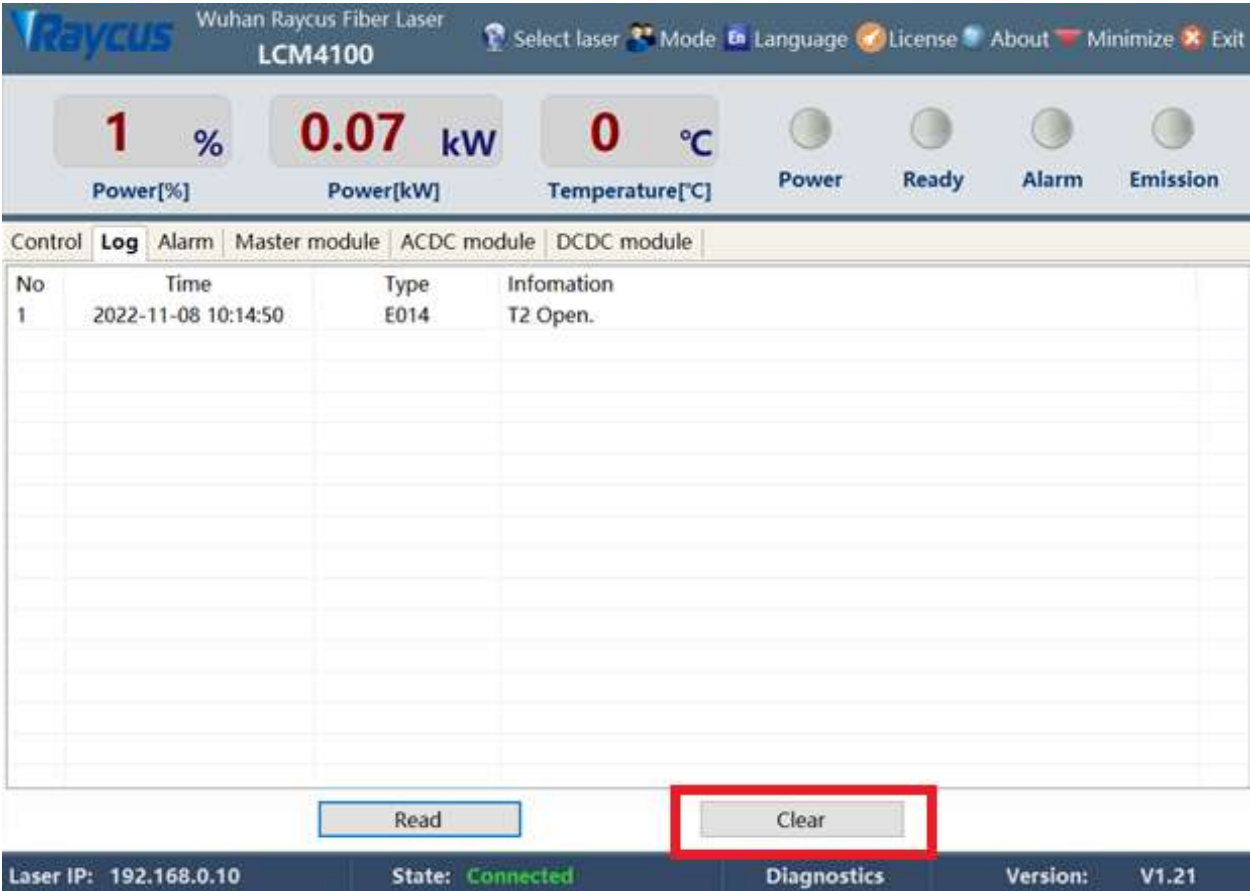 Raycus
Wuhan Raycus Fiber Laser
LCM4100
Select laser Mode En Language License About Minimize Exit
1 % 0.07 kW 0 ℃
Power[%] Power[kW] Temperature[℃] Power Ready Alarm Emission
Control Log Alarm Master module ACDC module DCDC module
No Time Type Infomation
1 2022-11-08 10:14:50 E014 T2 Open.
Read Clear
Laser IP: 192.168.0.10 State: Connected Diagnostics Version: V1.21